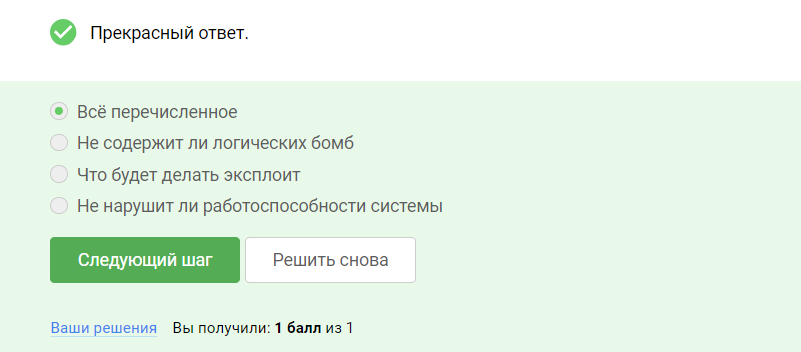 Прекрасный ответ.
Всё перечисленное
Не содержит ли логических бомб
Что будет делать эксплоит
Не нарушит ли работоспособности системы
Следующий шаг Решить снова
Ваши решения Вы получили: 1 балл из 1